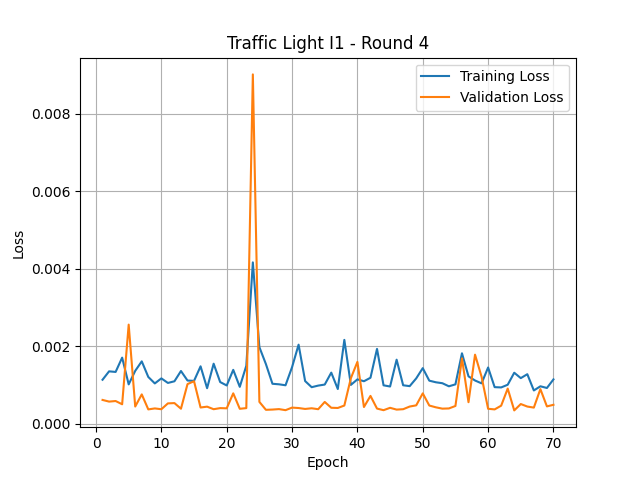 Traffic Light I1 - Round 4
Training Loss
Validation Loss
0.008
0.006
0.004
0.002
0.000
Loss
0 10 20 30 40 50 60 70
Epoch